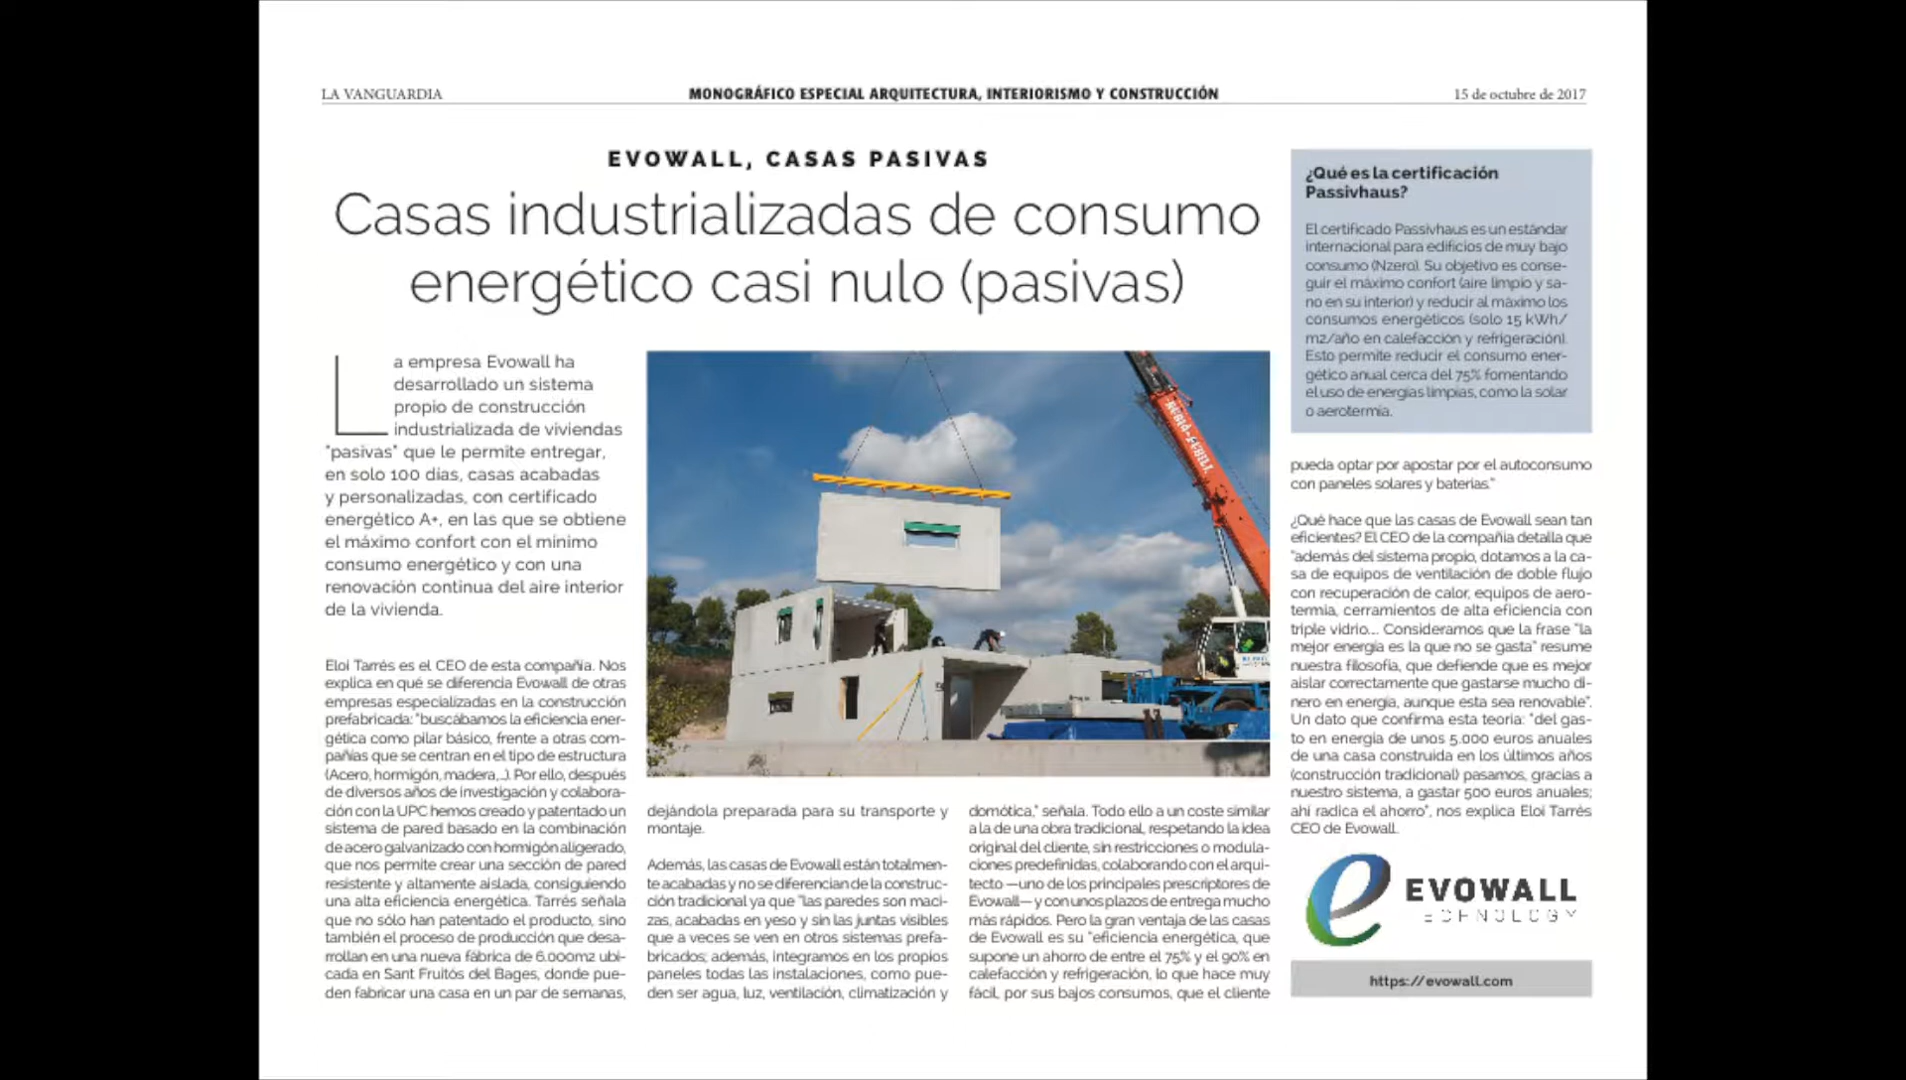 LA VANGUARDIA
MONOGRÁFICO ESPECIAL ARQUITECTURA, INTERIORISMO Y CONSTRUCCIÓN
15 de octubre de 2017
EVOWALL, CASAS PASIVAS
Casas industrializadas de consumo
energético casi nulo (pasivas)
La empresa Evowall ha
desarrollado un sistema
propio de construcción
industrializada de viviendas
"pasivas" que le permite entregar,
en solo 100 días, casas acabadas
y personalizadas, con certificado
energético A+, en las que se obtiene
el máximo confort con el mínimo
consumo energético y con una
renovación continua del aire interior
de la vivienda.
Eloi Tarrés es el CEO de esta compañía. Nos
explica en qué se diferencia Evowall de otras
empresas especializadas en la construcción
prefabricada: "buscábamos la eficiencia ener-
gética como pilar básico, frente a otras com-
pañías que se centran en el tipo de estructura
(Acero, hormigón, madera,...). Por ello, después
de diversos años de investigación y colabora-
ción con la UPC hemos creado y patentado un
sistema de pared basado en la combinación
de acero galvanizado con hormigón aligerado,
que nos permite crear una sección de pared
resistente y altamente aislada, consiguiendo
una alta eficiencia energética. Tarrés señala
que no sólo han patentado el producto, sino
también el proceso de producción que desa-
rrollan en una nueva fábrica de 6.000m2 ubi-
cada en Sant Fruitós del Bages, donde pue-
den fabricar una casa en un par de semanas,
RUBIA-FEBILL
dejándola preparada para su transporte y
montaje.
Además, las casas de Evowall están totalmen-
te acabadas y no se diferencian de la construc-
ción tradicional ya que "las paredes son maci-
zas, acabadas en yeso y sin las juntas visibles
que a veces se ven en otros sistemas prefa-
bricados; además, integramos en los propios
paneles todas las instalaciones, como pue-
den ser agua, luz, ventilación, climatización y
domótica," señala. Todo ello a un coste similar
a la de una obra tradicional, respetando la idea
original del cliente, sin restricciones o modula-
ciones predefinidas, colaborando con el arqui-
tecto —uno de los principales prescriptores de
Evowall— y con unos plazos de entrega mucho
más rápidos. Pero la gran ventaja de las casas
de Evowall es su "eficiencia energética, que
supone un ahorro de entre el 75% y el 90% en
calefacción y refrigeración, lo que hace muy
fácil, por sus bajos consumos, que el cliente
¿Qué es la certificación
Passivhaus?
El certificado Passivhaus es un estándar
internacional para edificios de muy bajo
consumo (Nzero). Su objetivo es conse-
guir el máximo confort (aire limpio y sa-
no en su interior) y reducir al máximo los
consumos energéticos (solo 15 kWh/
m2/año en calefacción y refrigeración).
Esto permite reducir el consumo ener-
gético anual cerca del 75% fomentando
el uso de energías limpias, como la solar
o aerotermia.
pueda optar por apostar por el autoconsumo
con paneles solares y baterías."
¿Qué hace que las casas de Evowall sean tan
eficientes? El CEO de la compañía detalla que
"además del sistema propio, dotamos a la ca-
sa de equipos de ventilación de doble flujo
con recuperación de calor, equipos de aero-
termia, cerramientos de alta eficiencia con
triple vidrio... Consideramos que la frase "la
mejor energía es la que no se gasta" resume
nuestra filosofía, que defiende que es mejor
aislar correctamente que gastarse mucho di-
nero en energía, aunque esta sea renovable".
Un dato que confirma esta teoría: "del gas-
to en energía de unos 5.000 euros anuales
de una casa construida en los últimos años
(construcción tradicional) pasamos, gracias a
nuestro sistema, a gastar 500 euros anuales;
ahí radica el ahorro", nos explica Eloi Tarrés
CEO de Evowall.
EVOWALL
TECHNOLOGY
https://evowall.com